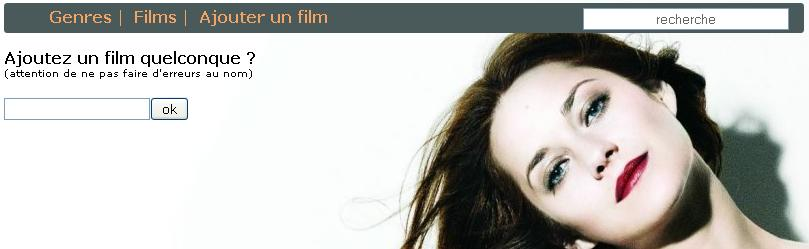 Genres | Films | Ajouter un film
recherche
Ajoutez un film quelconque ?
(attention de ne pas faire d'erreurs au nom)
ok